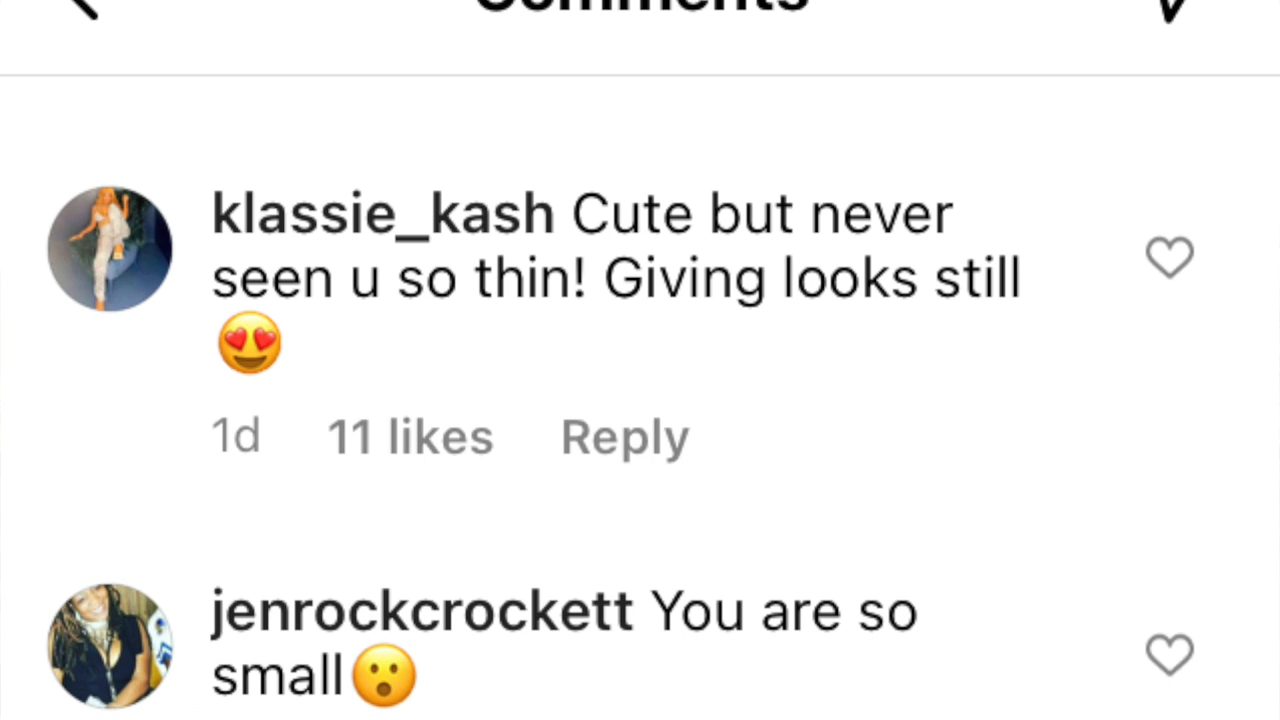 Comments
klassie_kash Cute but never
seen u so thin! Giving looks still
😍
1d 11 likes Reply
jenrockcrockett You are so
small😮